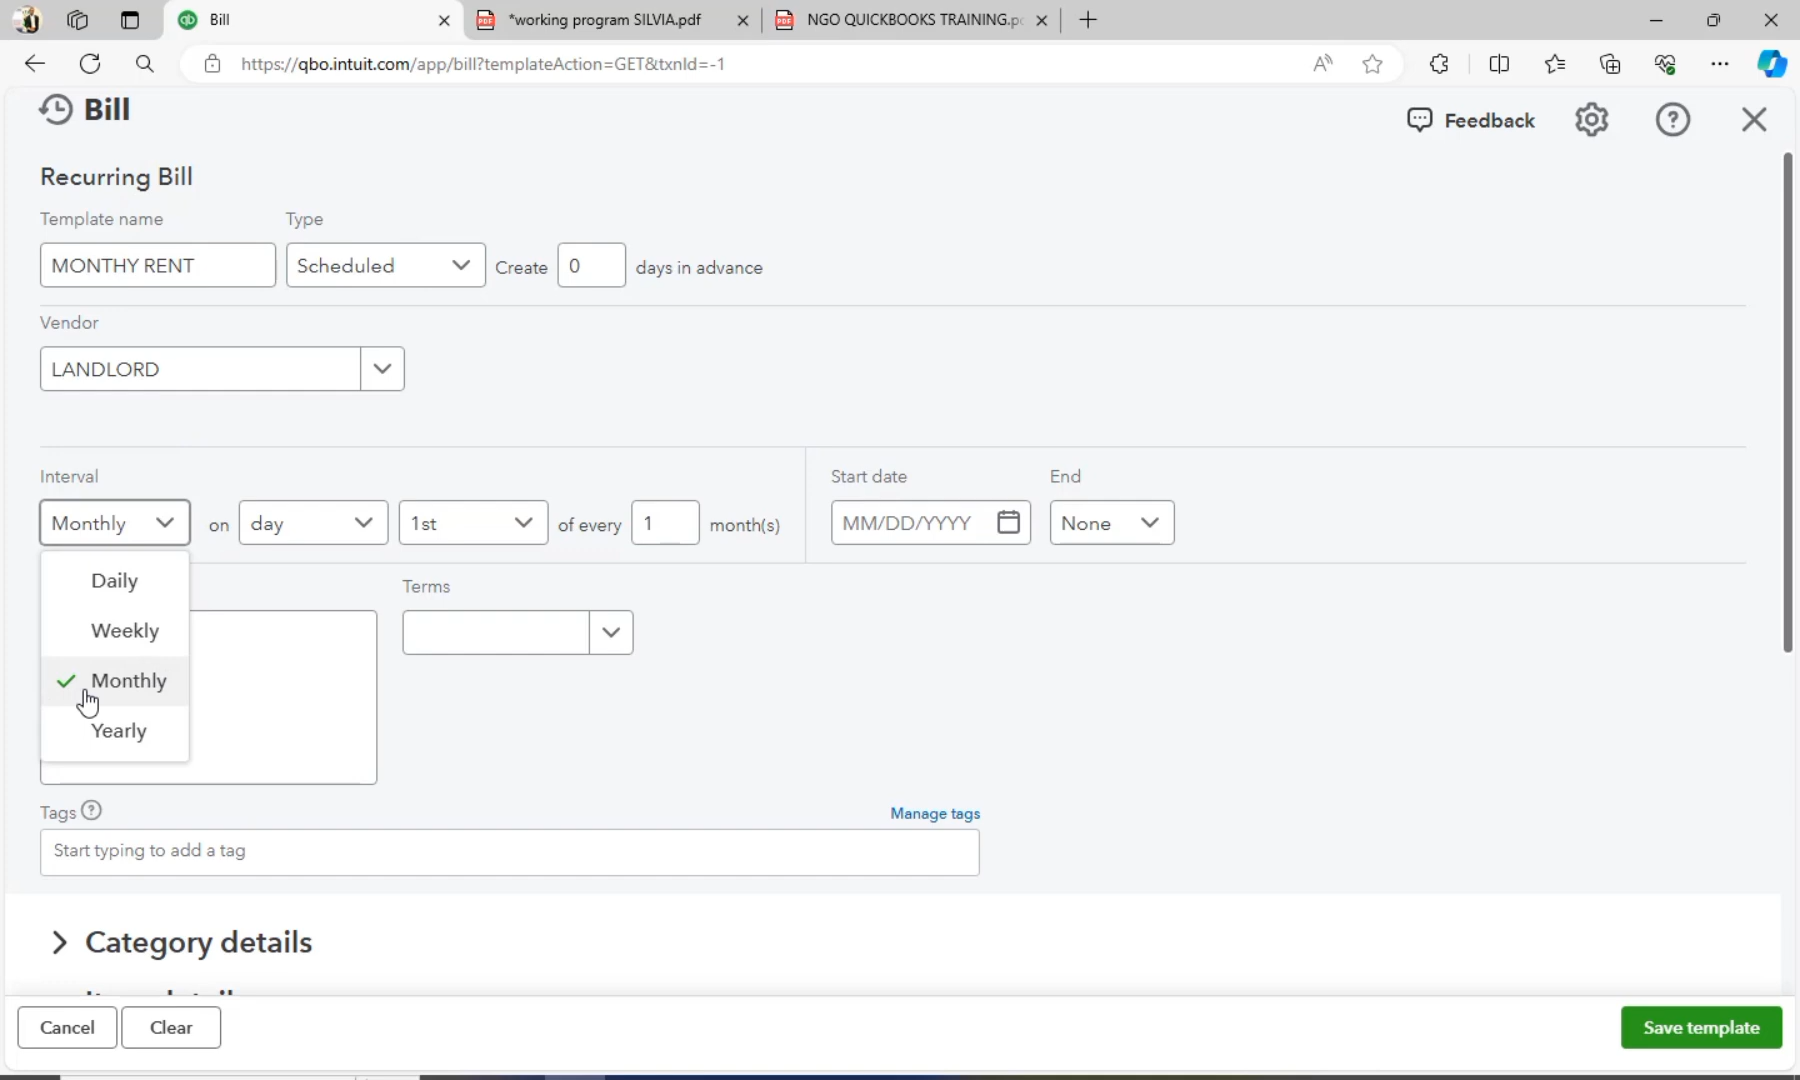 Bill
*working program SILVIA.pdf
NGO QUICKBOOKS TRAINING.p
https://qbo.intuit.com/app/bill?templateAction=GET&txnId=-1
Bill
Feedback
Recurring Bill
Template name Type
MONTHY RENT Scheduled Create 0 days in advance
Vendor
LANDLORD
Interval Start date End
Monthly on day 1st of every 1 month(s) MM/DD/YYYY None
Daily
Terms
Weekly
Monthly
Yearly
Tags Manage tags
Start typing to add a tag
Category details
Cancel Clear Save template